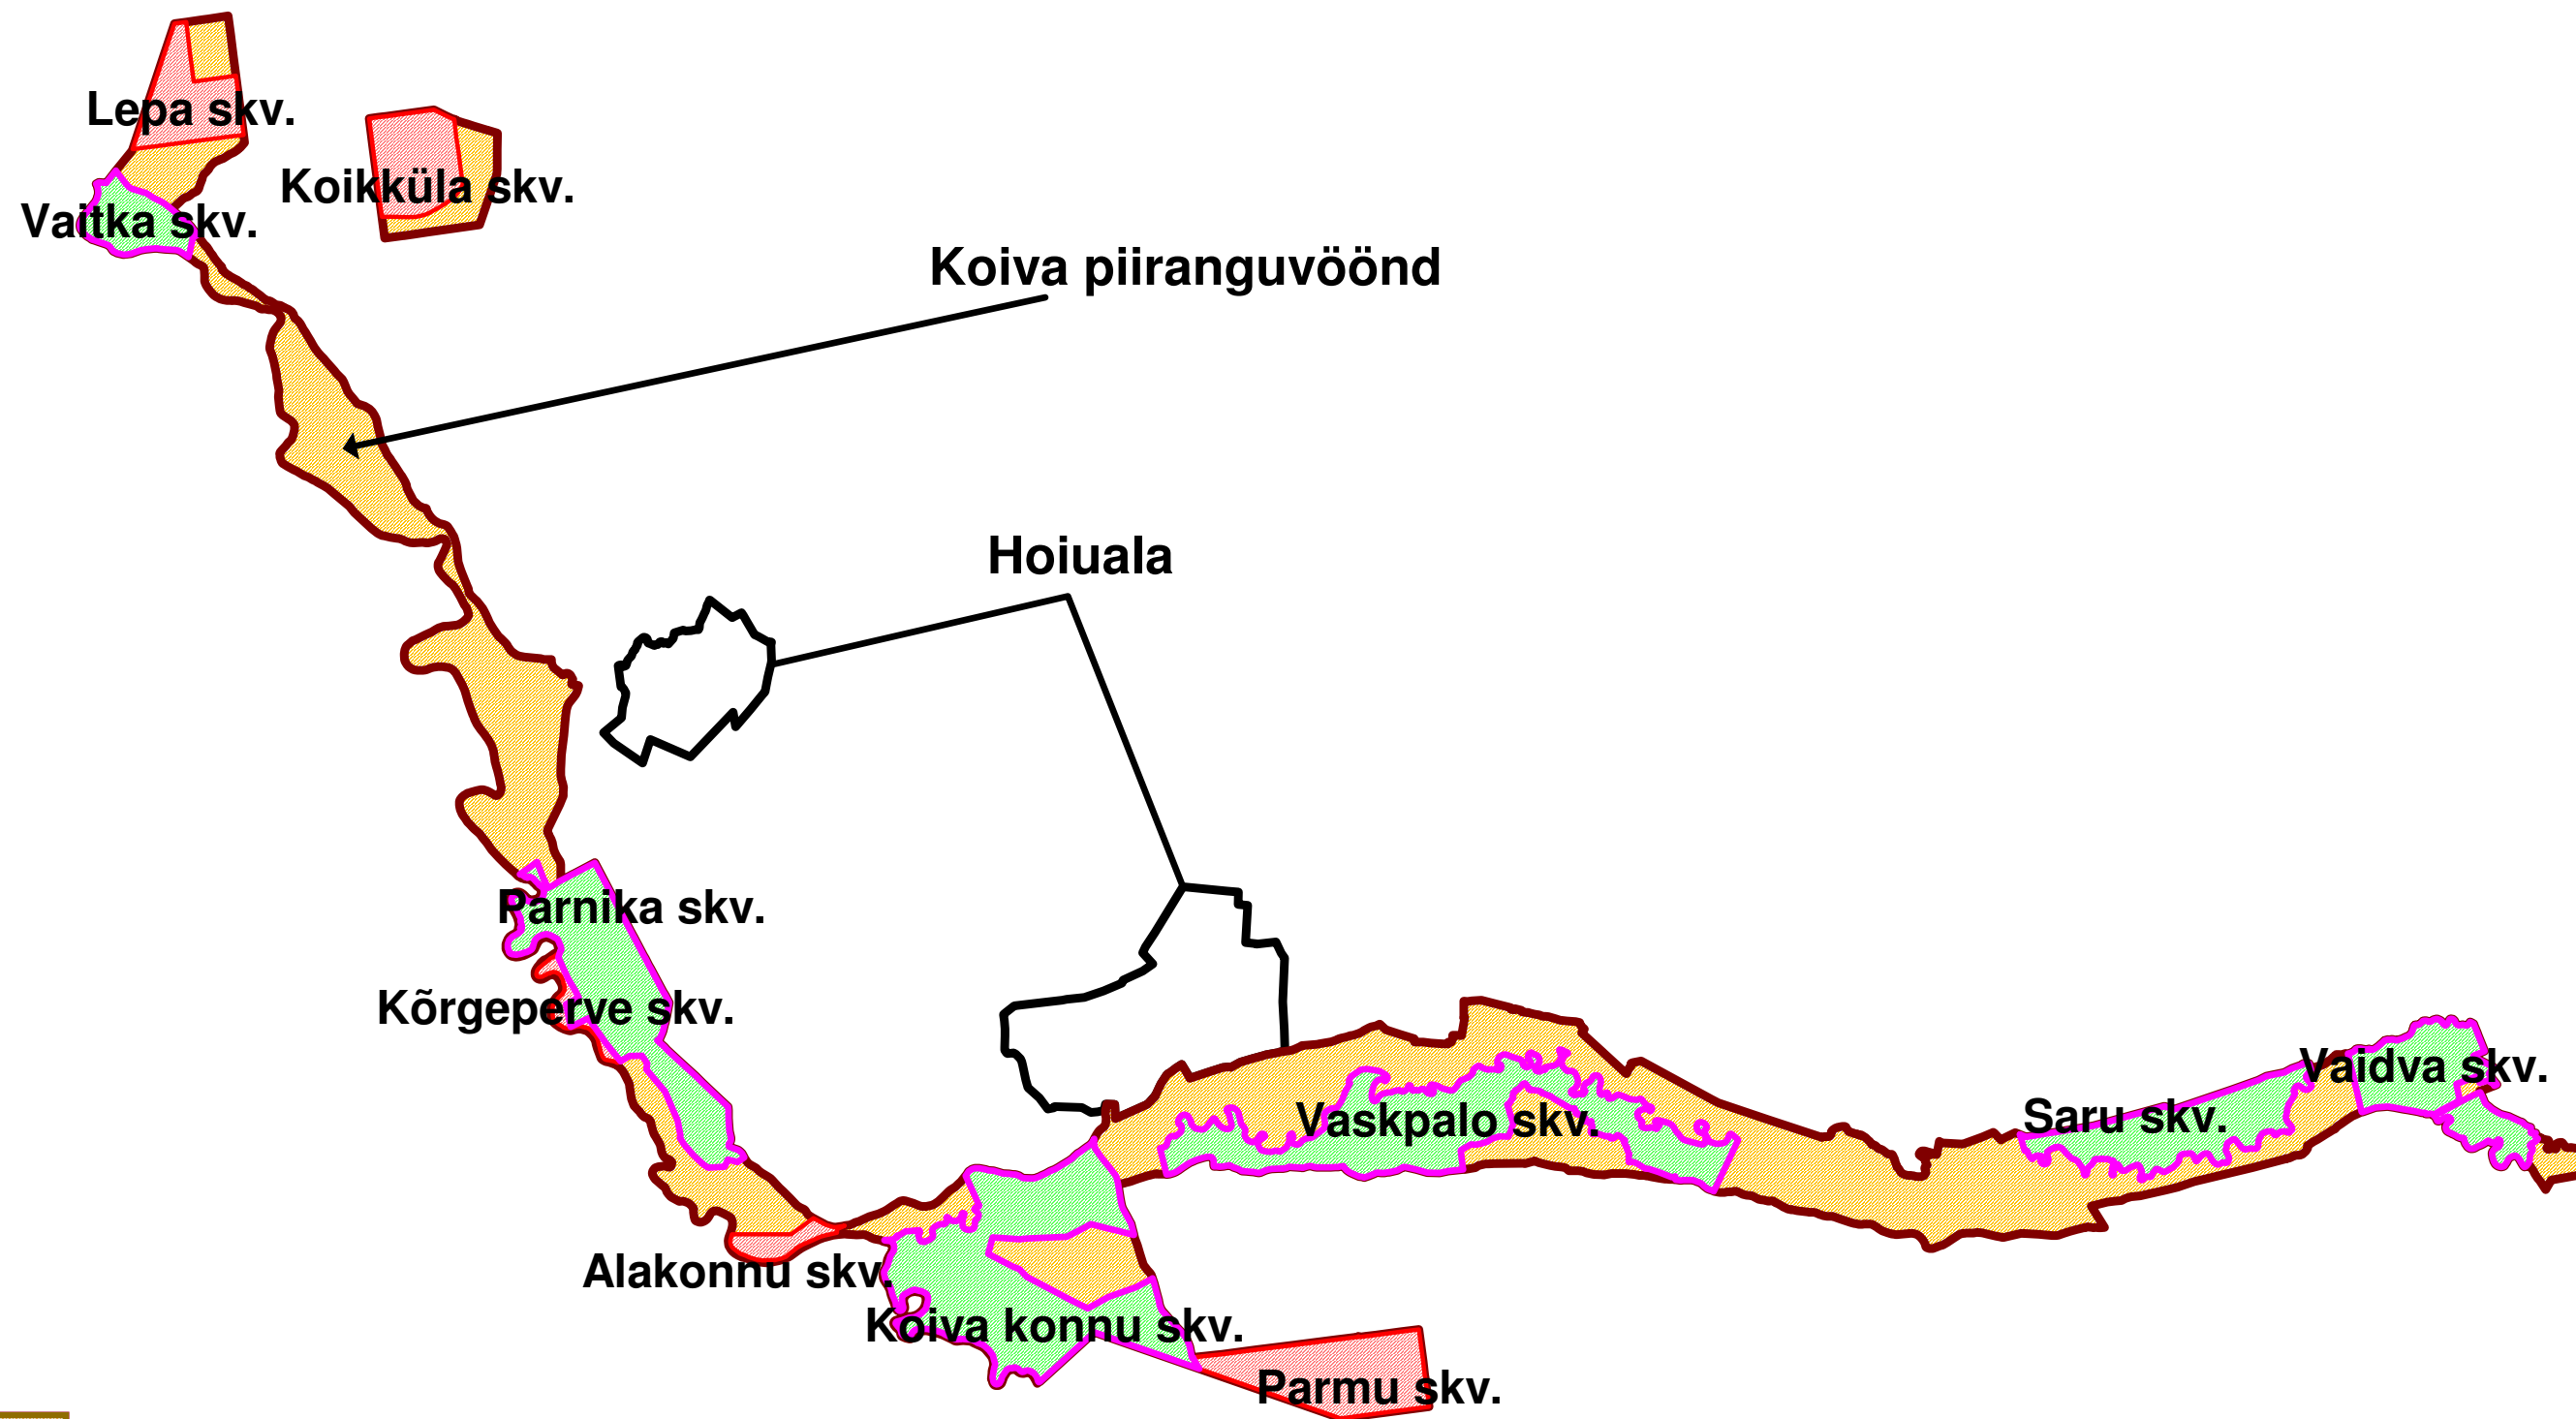 Lepa skv.
Koikküla skv.
Vaitka skv.
Koiva piiranguvöönd
Hoiuala
Parnika skv.
Kõrgeperve skv.
Vaidva skv.
Saru skv.
Vaskpalo skv.
Alakonnu skv.
Koiva konnu skv.
Parmu skv.